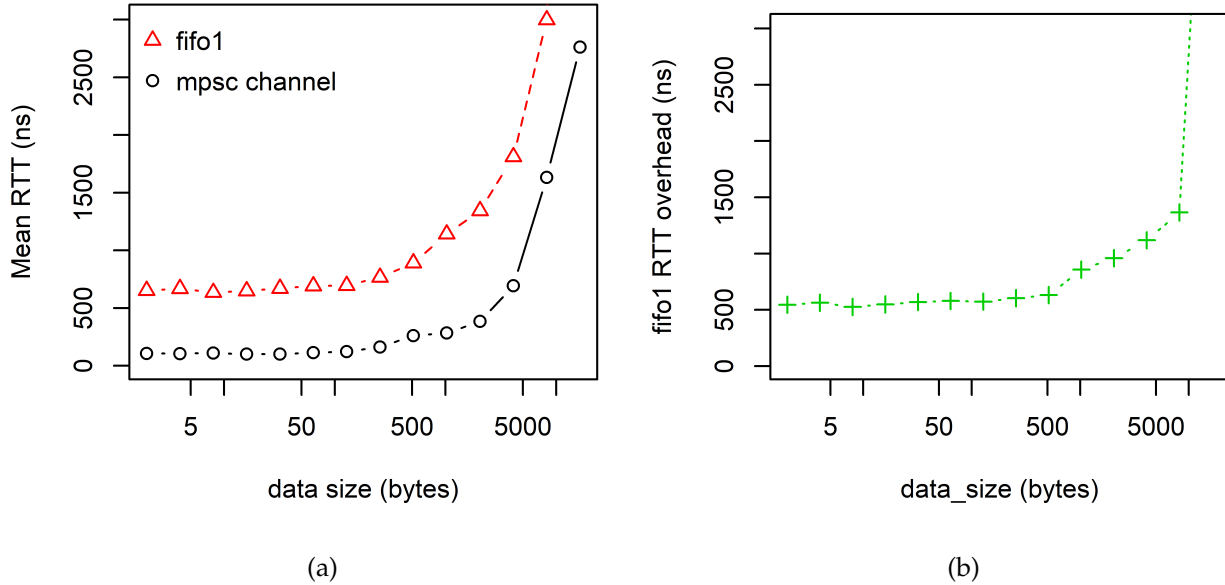 fifo1
mpsc channel
Mean RTT (ns)
0
500
1500
2500
5
50
500
5000
data size (bytes)
(a)
fifo1 RTT overhead (ns)
0
500
1500
2500
5
50
500
5000
data_size (bytes)
(b)